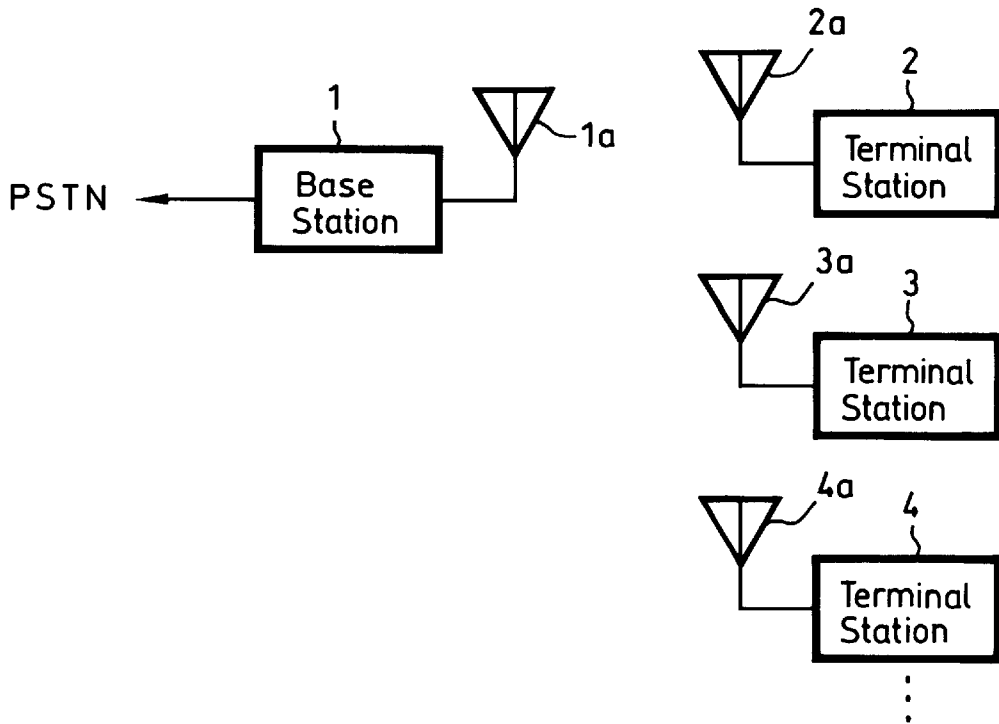 PSTN
1
Base
Station
1a
2a
2
Terminal
Station
3a
3
Terminal
Station
4a
4
Terminal
Station